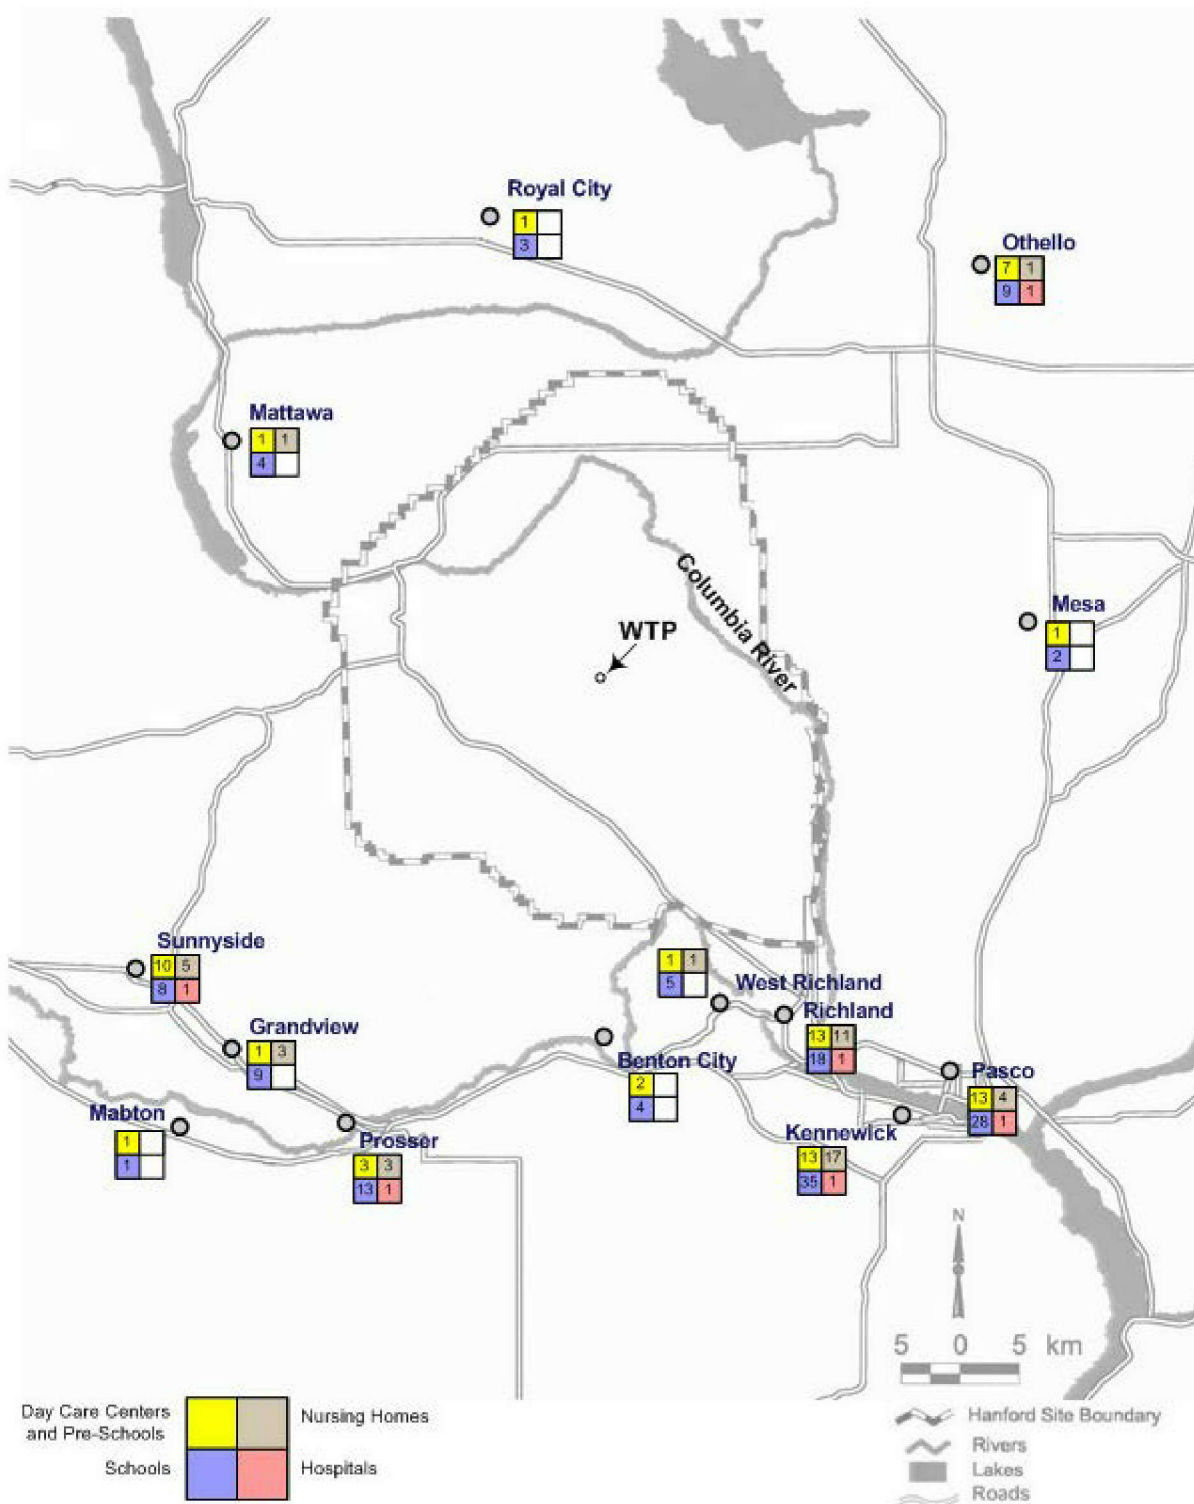 Royal City
1
3
Othello
7 1
9 1
Mattawa
1 1
4
Columbia River
Mesa
1
2
WTP
Sunnyside
10 5
8 1
1 1
5
West Richland
Richland
13 11
18 1
Grandview
1 3
9
Benton City
2
4
Pasco
13 4
28 1
Mabton
1
1
Prosser
3 3
13 1
Kennewick
13 17
35 1
N
5 0 5 km
Day Care Centers
and Pre-Schools
Nursing Homes
Schools
Hospitals
Hanford Site Boundary
Rivers
Lakes
Roads